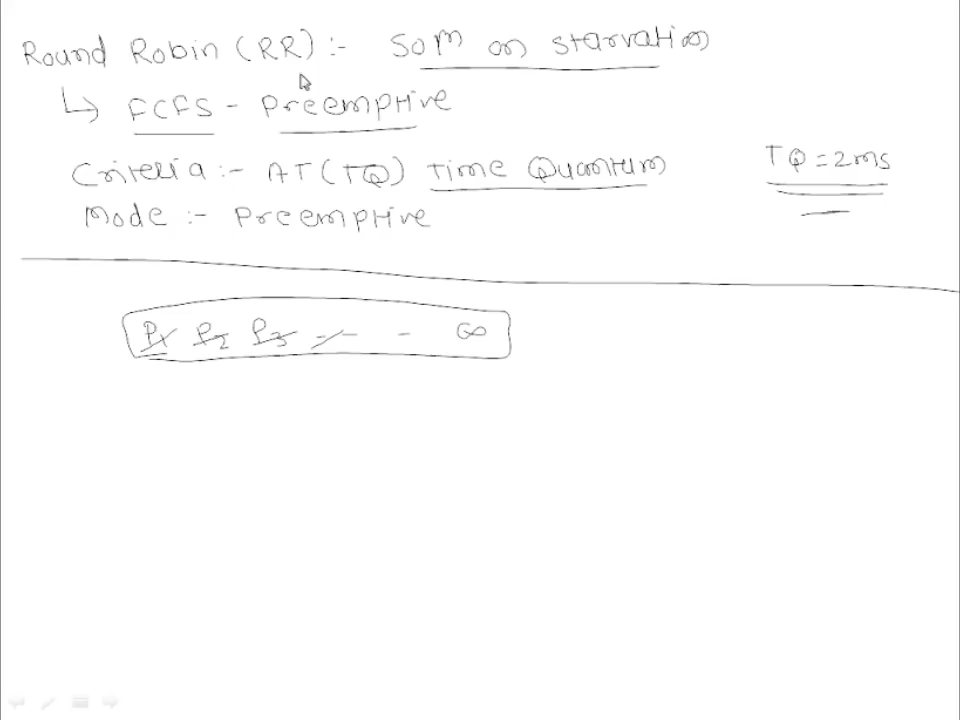 Round Robin (RR) :- Som on starvation
↳ FCFS - Preemptive
Criteria :- AT (TQ) Time Quantum TQ = 2ms
Mode :- Preemptive
P1 P2 P3 - - - ∞